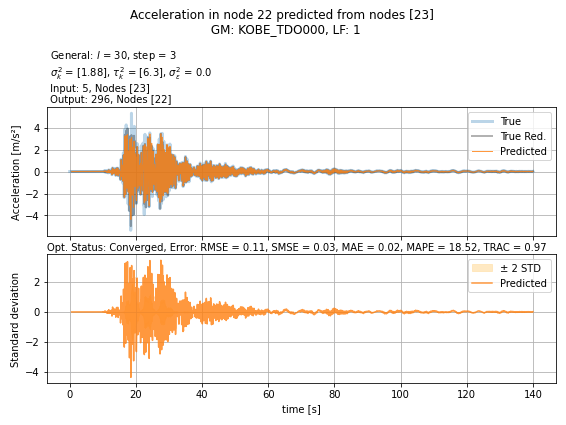 Acceleration in node 22 predicted from nodes [23]
GM: KOBE_TDO000, LF: 1
General: l = 30, step = 3
σ²ₖ = [1.88], τ²ₖ = [6.3], σ²ₑ = 0.0
Input: 5, Nodes [23]
Output: 296, Nodes [22]
Acceleration [m/s²]
4
2
0
−2
−4
True
True Red.
Predicted
Opt. Status: Converged, Error: RMSE = 0.11, SMSE = 0.03, MAE = 0.02, MAPE = 18.52, TRAC = 0.97
Standard deviation
2
0
−2
−4
± 2 STD
Predicted
0 20 40 60 80 100 120 140
time [s]